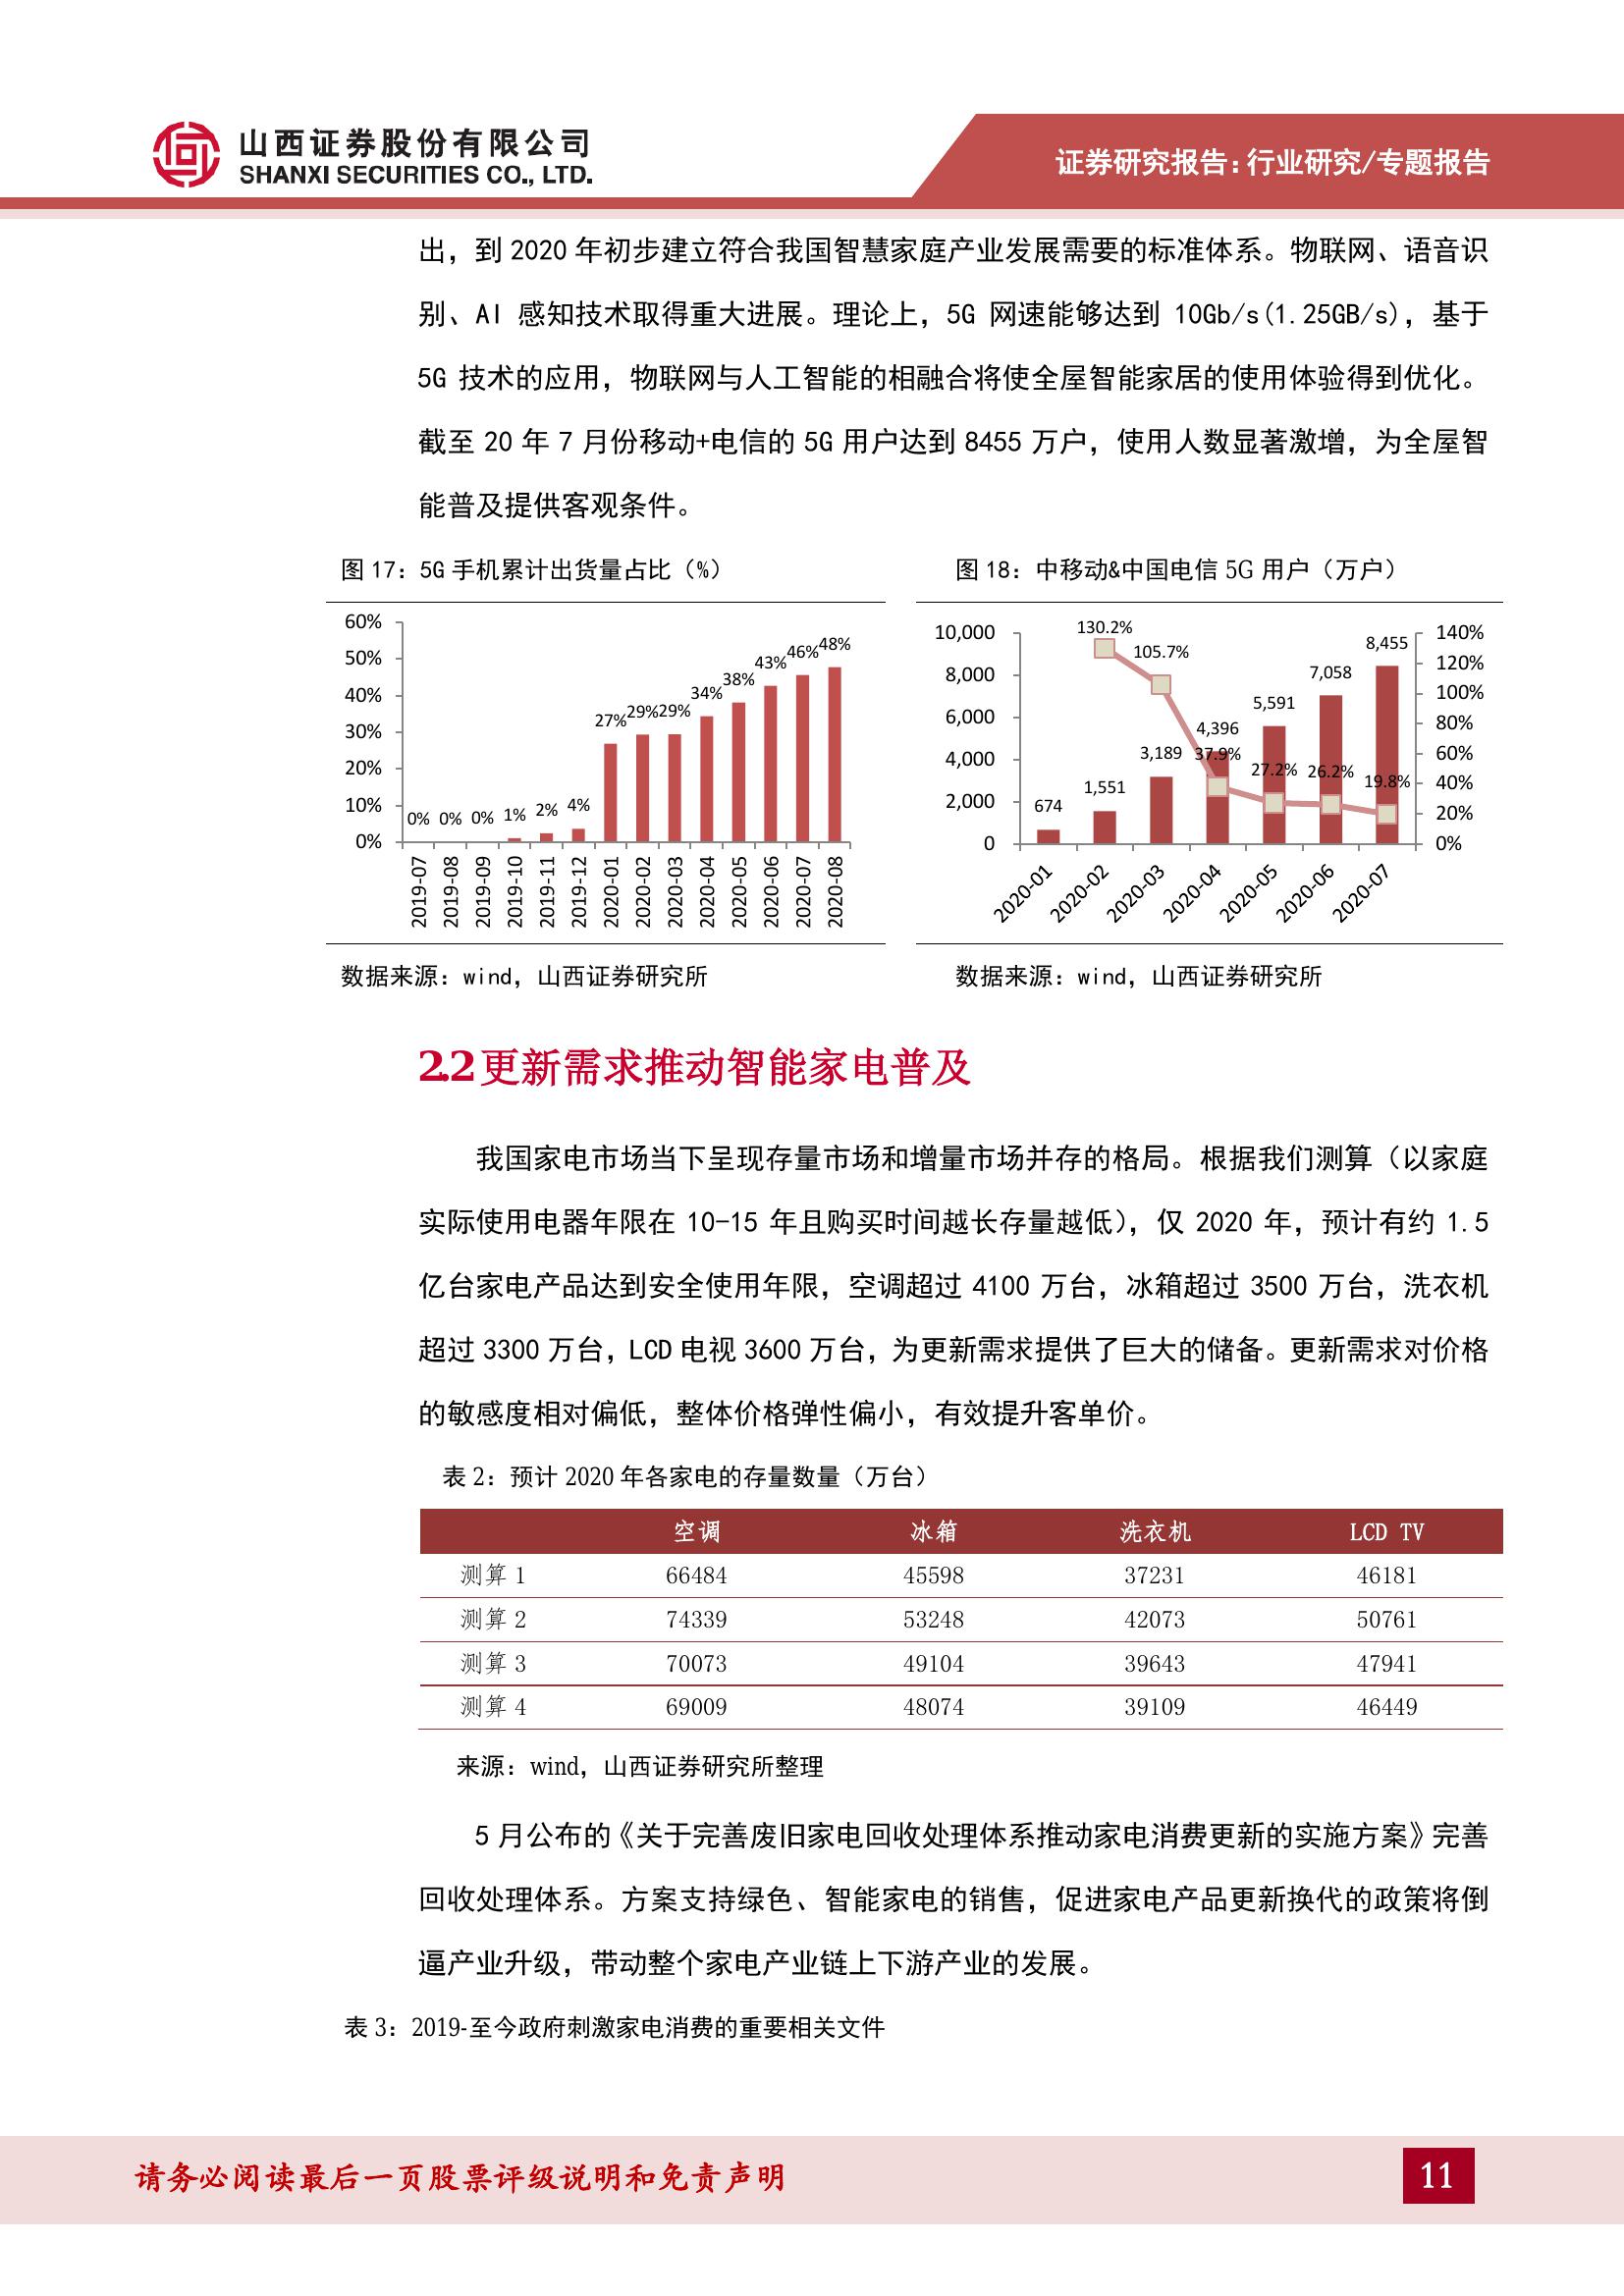 山西证券股份有限公司
SHANXI SECURITIES CO., LTD.
证券研究报告:行业研究/专题报告
出，到 2020 年初步建立符合我国智慧家庭产业发展需要的标准体系。物联网、语音识
别、AI 感知技术取得重大进展。理论上，5G 网速能够达到 10Gb/s(1.25GB/s)，基于
5G 技术的应用，物联网与人工智能的相融合将使全屋智能家居的使用体验得到优化。
截至 20 年 7 月份移动+电信的 5G 用户达到 8455 万户，使用人数显著激增，为全屋智
能普及提供客观条件。
图 17：5G 手机累计出货量占比（%）
60%
50%
40%
30%
20%
10%
0%
0% 0% 0% 1% 2% 4% 27% 29% 29% 34% 38% 43% 46% 48%
2019-07 2019-08 2019-09 2019-10 2019-11 2019-12 2020-01 2020-02 2020-03 2020-04 2020-05 2020-06 2020-07 2020-08
数据来源：wind，山西证券研究所
图 18：中移动&中国电信 5G 用户（万户）
10,000
8,000
6,000
4,000
2,000
0
674 1,551 3,189 4,396 5,591 7,058 8,455
130.2% 105.7% 37.9% 27.2% 26.2% 19.8%
140%
120%
100%
80%
60%
40%
20%
0%
2020-01 2020-02 2020-03 2020-04 2020-05 2020-06 2020-07
数据来源：wind，山西证券研究所
2.2 更新需求推动智能家电普及
我国家电市场当下呈现存量市场和增量市场并存的格局。根据我们测算（以家庭
实际使用电器年限在 10-15 年且购买时间越长存量越低），仅 2020 年，预计有约 1.5
亿台家电产品达到安全使用年限，空调超过 4100 万台，冰箱超过 3500 万台，洗衣机
超过 3300 万台，LCD 电视 3600 万台，为更新需求提供了巨大的储备。更新需求对价格
的敏感度相对偏低，整体价格弹性偏小，有效提升客单价。
表 2：预计 2020 年各家电的存量数量（万台）
空调 冰箱 洗衣机 LCD TV
测算 1 66484 45598 37231 46181
测算 2 74339 53248 42073 50761
测算 3 70073 49104 39643 47941
测算 4 69009 48074 39109 46449
来源：wind，山西证券研究所整理
5 月公布的《关于完善废旧家电回收处理体系推动家电消费更新的实施方案》完善
回收处理体系。方案支持绿色、智能家电的销售，促进家电产品更新换代的政策将倒
逼产业升级，带动整个家电产业链上下游产业的发展。
表 3：2019-至今政府刺激家电消费的重要相关文件
请务必阅读最后一页股票评级说明和免责声明
11